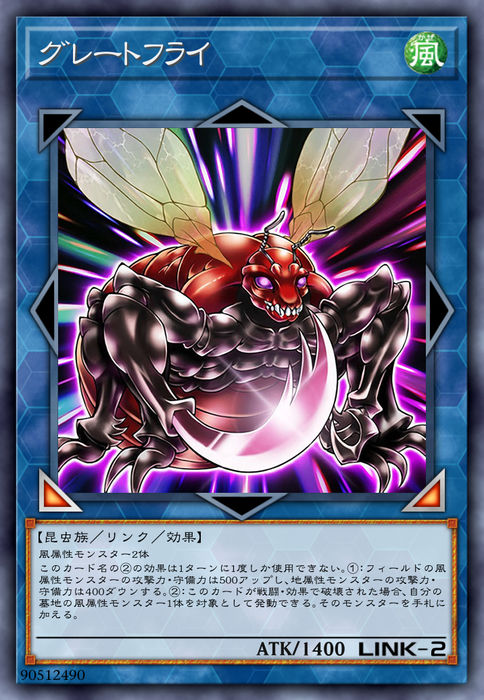 グレートフライ
かぜ
風
【昆虫族／リンク／効果】
風属性モンスター2体
このカード名の②の効果は1ターンに1度しか使用できない。①：フィールドの風
属性モンスターの攻撃力・守備力は500アップし、地属性モンスターの攻撃力・
守備力は400ダウンする。②：このカードが戦闘・効果で破壊された場合、自分の
墓地の風属性モンスター1体を対象として発動できる。そのモンスターを手札に
加える。
ATK/1400 LINK-2
90512490